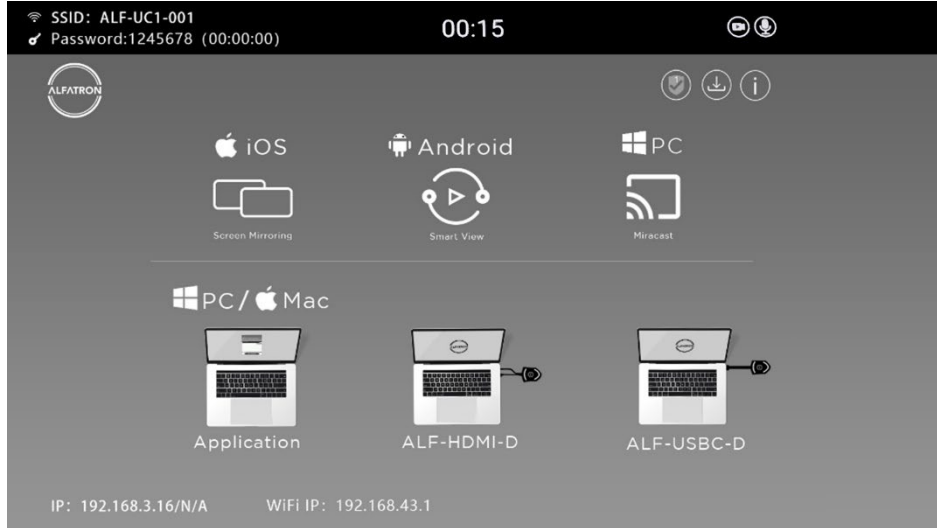 SSID: ALF-UC1-001
Password:1245678 (00:00:00)
00:15
ALFATRON
iOS
Android
PC
Screen Mirroring
Smart View
Miracast
PC/ Mac
Application
ALF-HDMI-D
ALF-USBC-D
IP: 192.168.3.16/N/A
WiFi IP: 192.168.43.1